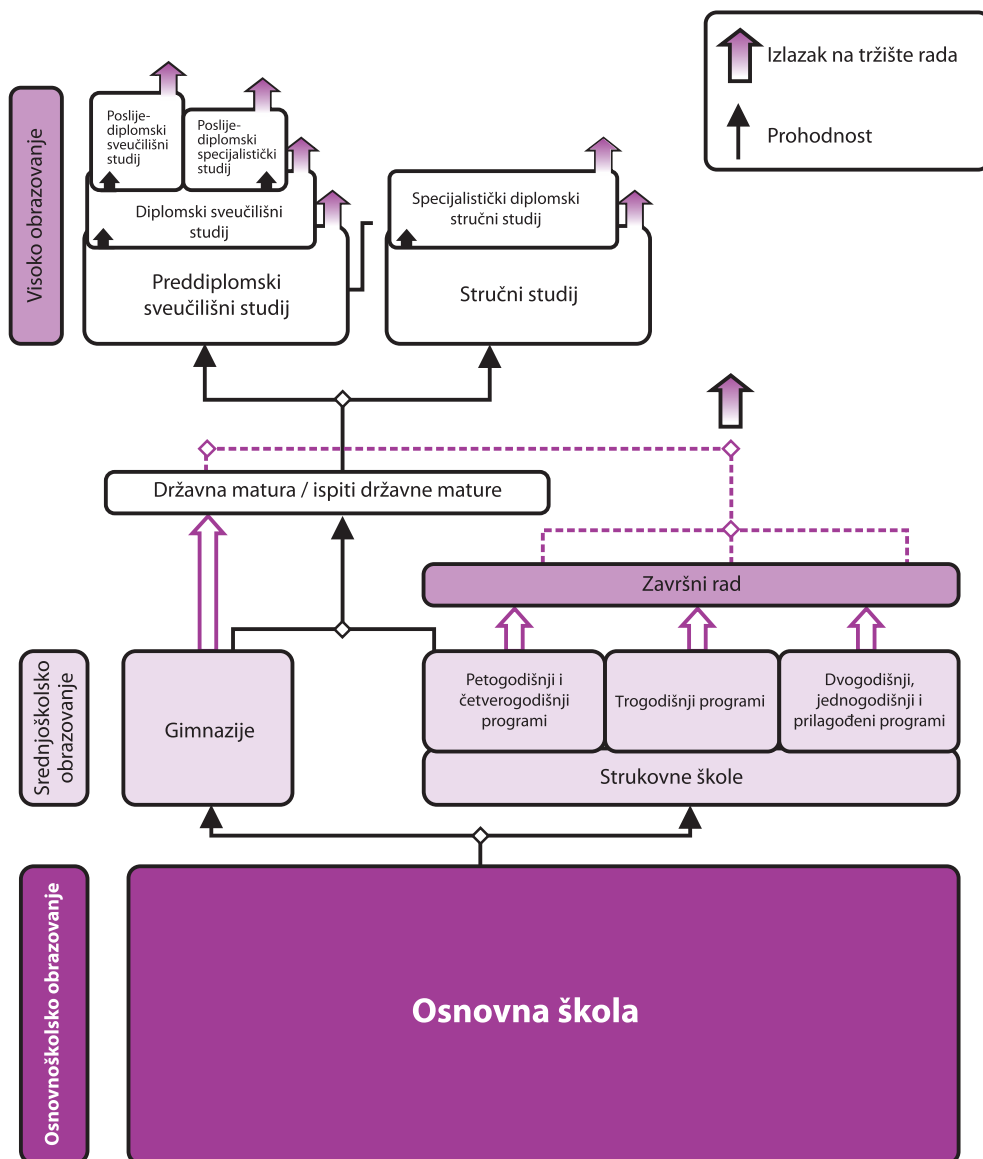 Izlazak na tržište rada
Prohodnost
Visoko obrazovanje
Poslije-
diplomski
sveučilišni
studij
Poslije-
diplomski
specijalistički
studij
Diplomski sveučilišni
studij
Preddiplomski
sveučilišni studij
Specijalistički diplomski
stručni studij
Stručni studij
Državna matura / ispiti državne mature
Završni rad
Srednjoškolsko
obrazovanje
Gimnazije
Petogodišnji i
četverogodišnji
programi
Trogodišnji programi
Dvogodišnji,
jednogodišnji i
prilagođeni programi
Strukovne škole
Osnovnoškolsko obrazovanje
Osnovna škola